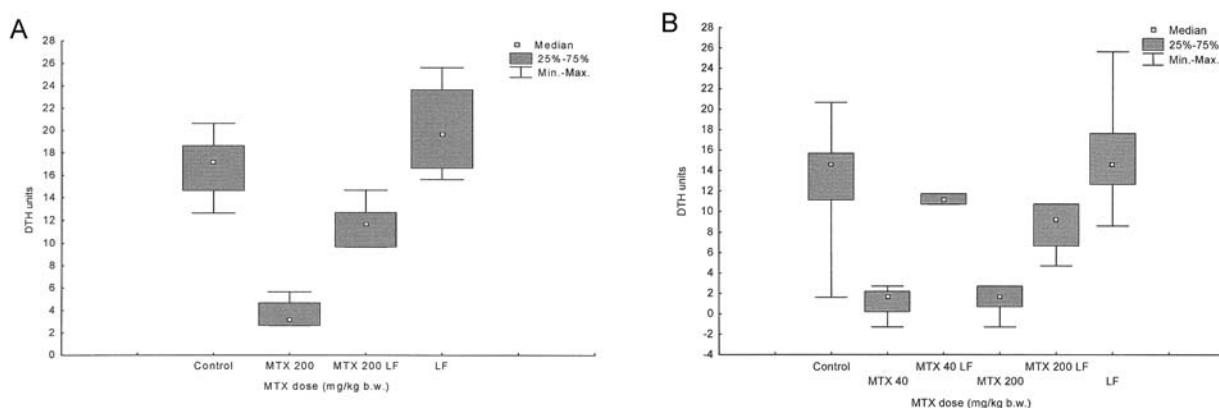 A
28
26
24
22
20
18
16
14
12
10
8
6
4
2
0
DTH units
Median
25%-75%
Min.-Max.
Control MTX 200 MTX 200 LF LF
MTX dose (mg/kg b.w.)
B
28
26
24
22
20
18
16
14
12
10
8
6
4
2
0
-2
-4
DTH units
Median
25%-75%
Min.-Max.
Control MTX 40 LF MTX 200 LF
MTX 40 MTX 200 LF
MTX dose (mg/kg b.w.)